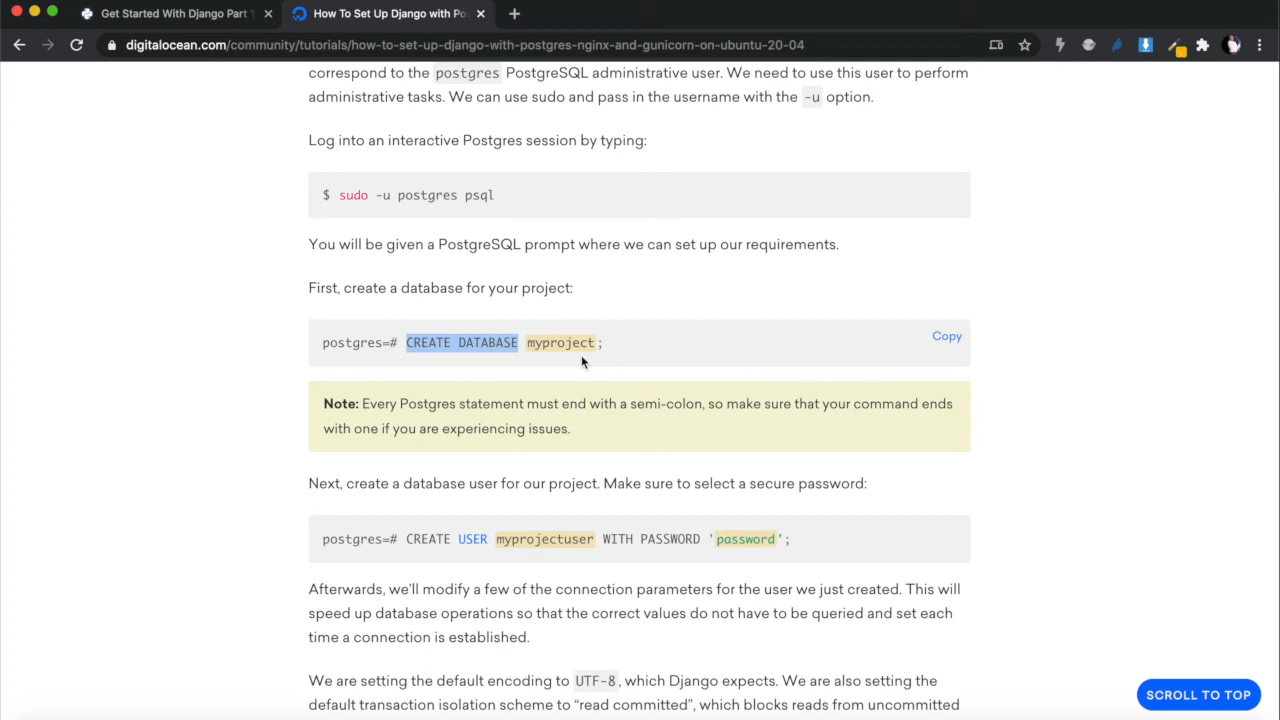 Get Started With Django Part
How To Set Up Django with Po
digitalocean.com/community/tutorials/how-to-set-up-django-with-postgres-nginx-and-gunicorn-on-ubuntu-20-04
correspond to the postgres PostgreSQL administrative user. We need to use this user to perform
administrative tasks. We can use sudo and pass in the username with the -u option.
Log into an interactive Postgres session by typing:
$ sudo -u postgres psql
You will be given a PostgreSQL prompt where we can set up our requirements.
First, create a database for your project:
postgres=# CREATE DATABASE myproject;
Copy
Note: Every Postgres statement must end with a semi-colon, so make sure that your command ends
with one if you are experiencing issues.
Next, create a database user for our project. Make sure to select a secure password:
postgres=# CREATE USER myprojectuser WITH PASSWORD 'password';
Afterwards, we’ll modify a few of the connection parameters for the user we just created. This will
speed up database operations so that the correct values do not have to be queried and set each
time a connection is established.
We are setting the default encoding to UTF-8, which Django expects. We are also setting the
default transaction isolation scheme to “read committed”, which blocks reads from uncommitted
SCROLL TO TOP